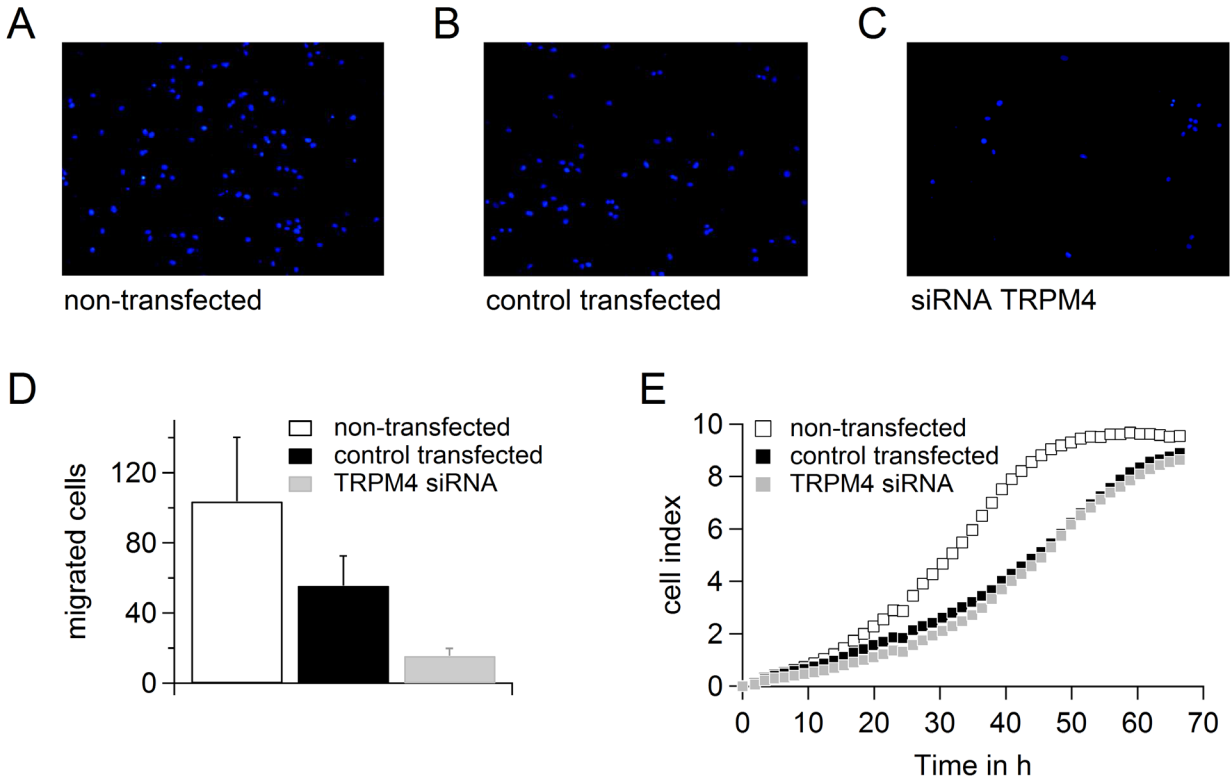 A
B
C
non-transfected
control transfected
siRNA TRPM4
D
migrated cells
120
80
40
0
non-transfected
control transfected
TRPM4 siRNA
E
cell index
10
8
6
4
2
0
non-transfected
control transfected
TRPM4 siRNA
0 10 20 30 40 50 60 70
Time in h